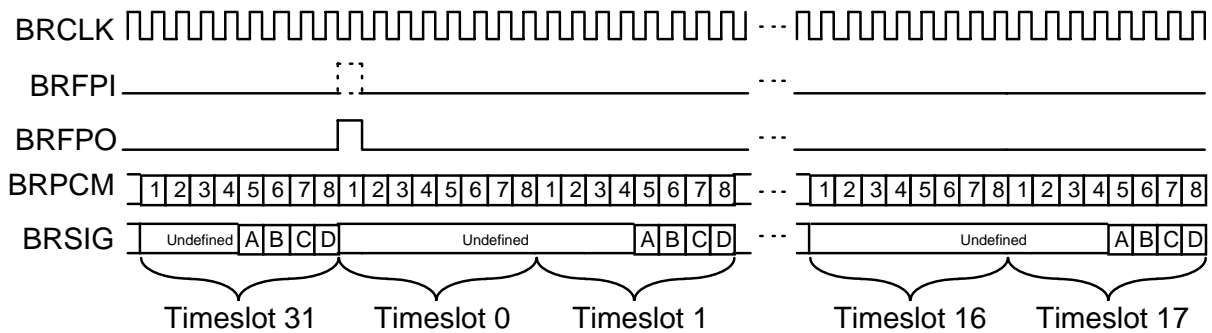 BRCLK ...
BRFPI ...
BRFPO ...
BRPCM 1 2 3 4 5 6 7 8 1 2 3 4 5 6 7 8 1 2 3 4 5 6 7 8 ... 1 2 3 4 5 6 7 8 1 2 3 4 5 6 7 8
BRSIG Undefined A B C D Undefined A B C D ... Undefined A B C D
Timeslot 31 Timeslot 0 Timeslot 1 Timeslot 16 Timeslot 17